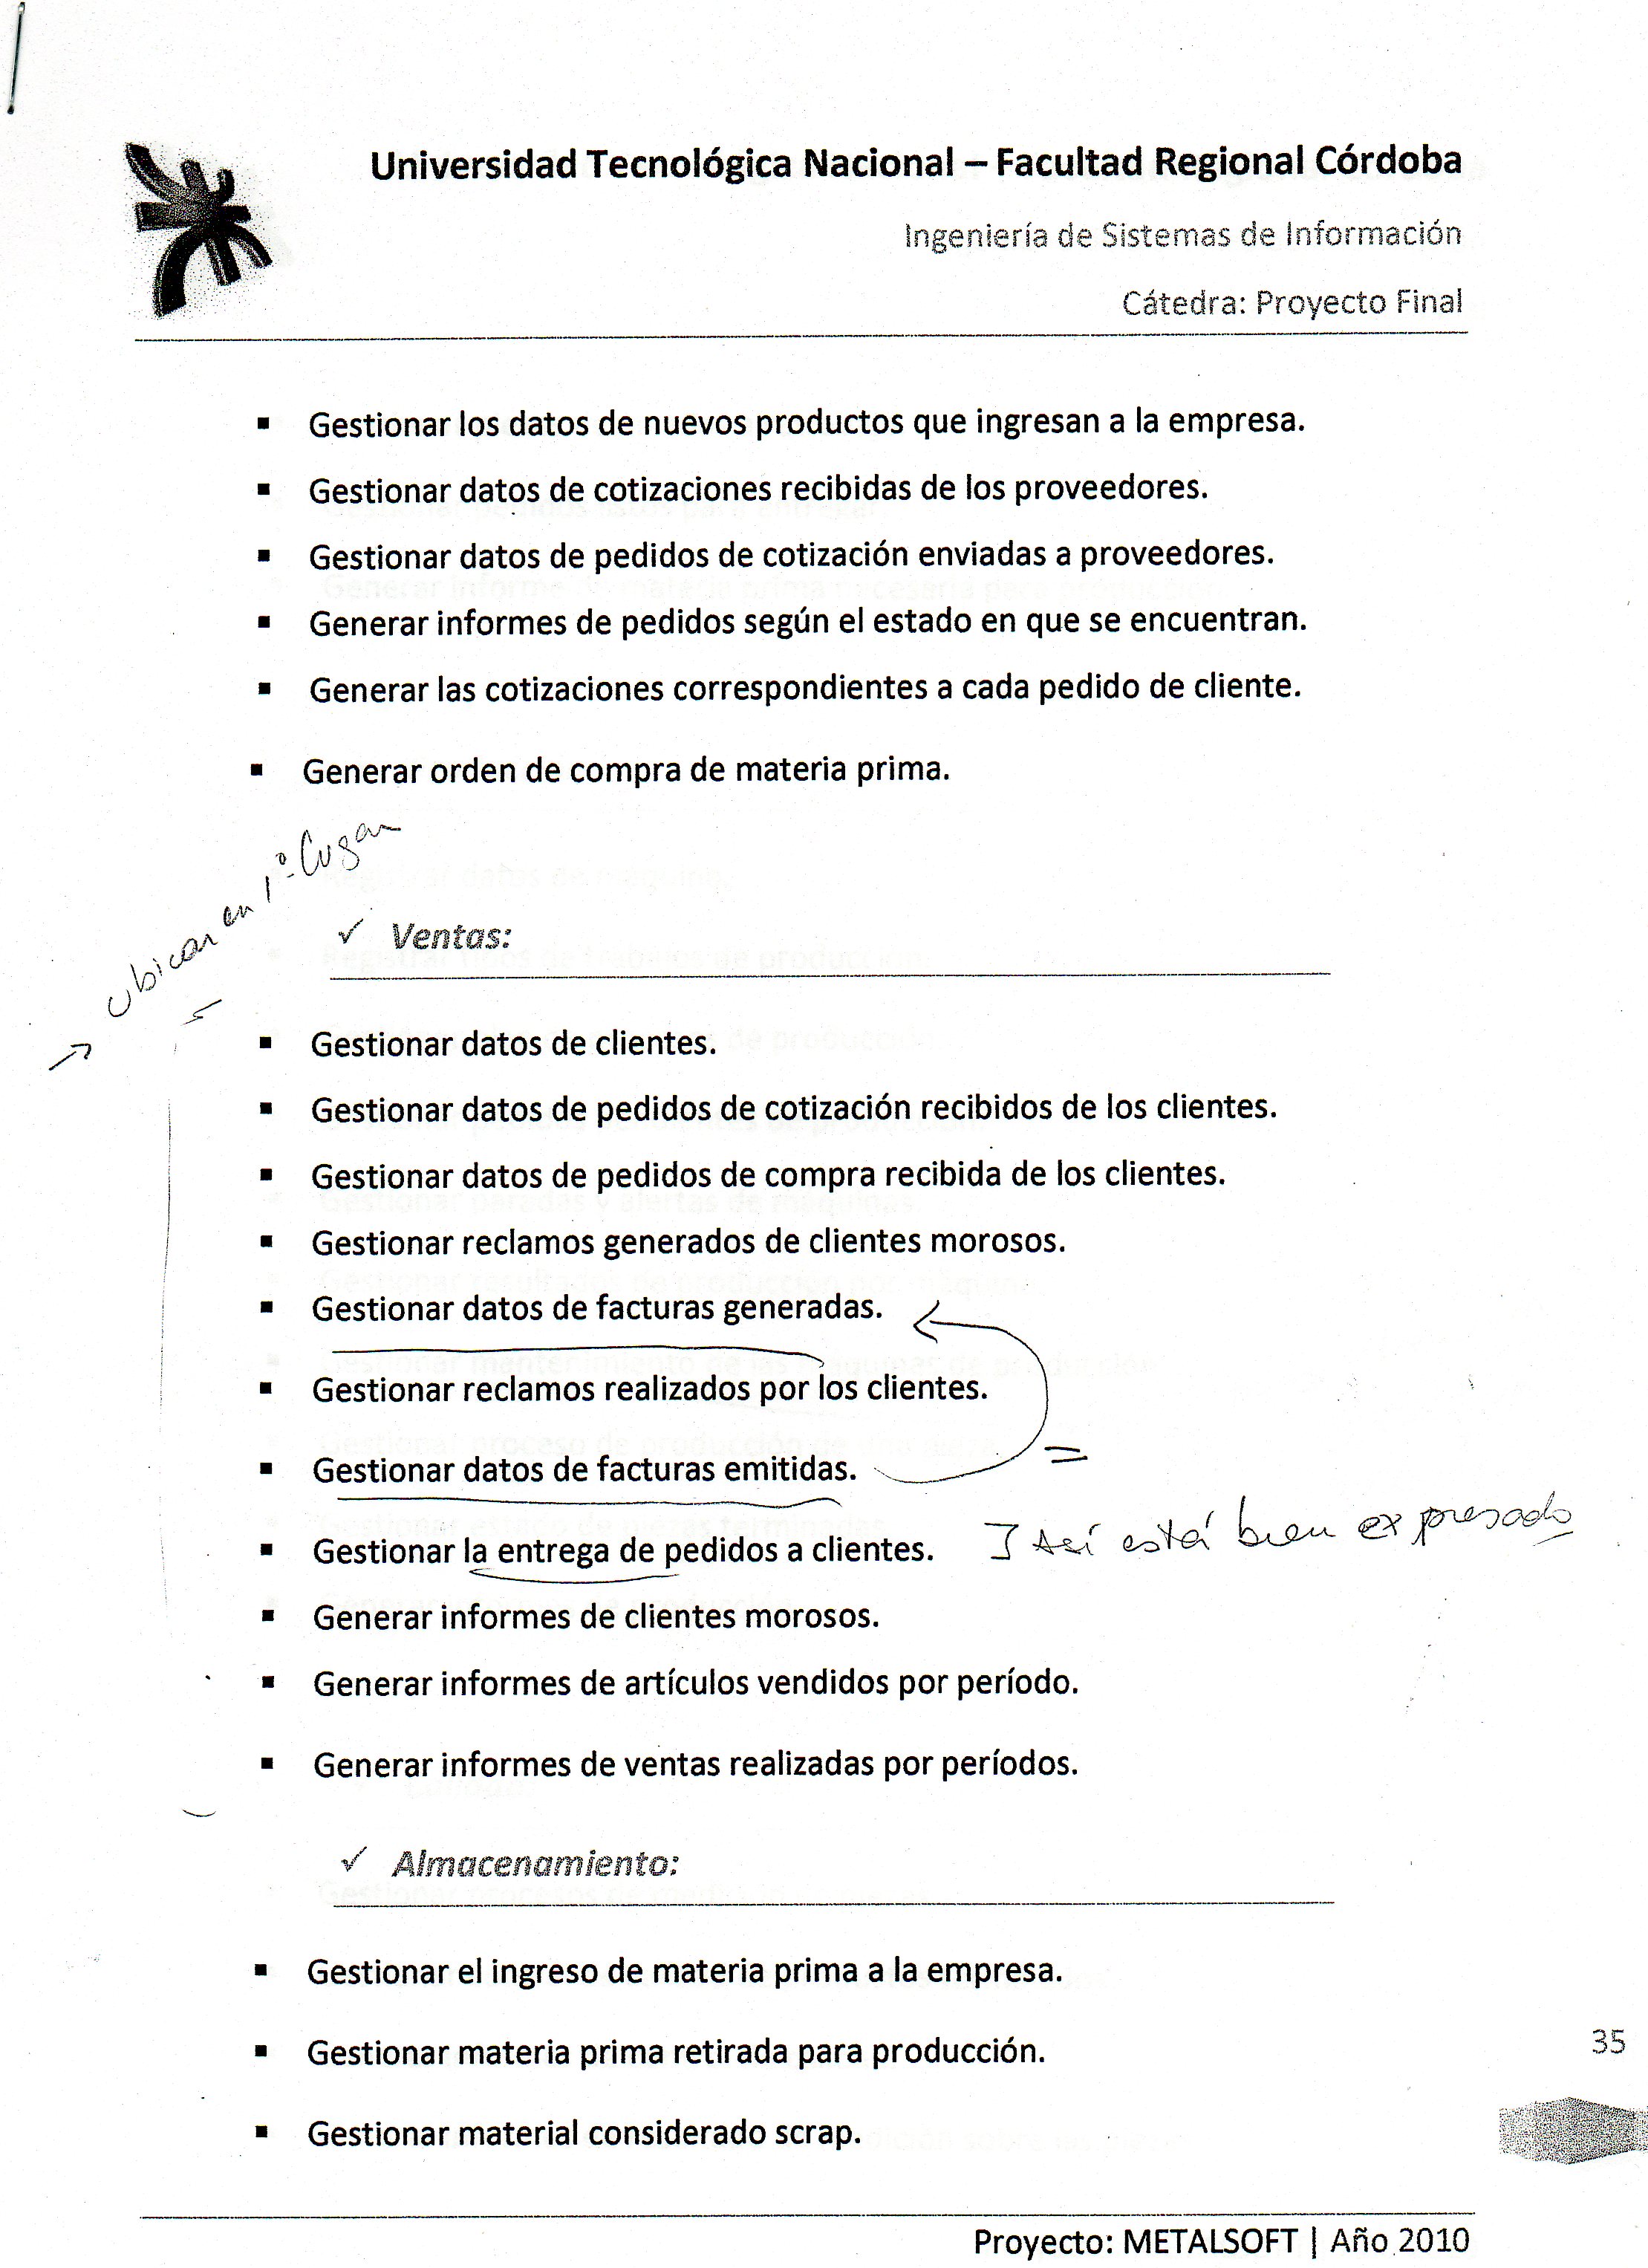 Universidad Tecnológica Nacional – Facultad Regional Córdoba
Ingeniería de Sistemas de Información
Cátedra: Proyecto Final
▪ Gestionar los datos de nuevos productos que ingresan a la empresa.
▪ Gestionar datos de cotizaciones recibidas de los proveedores.
▪ Gestionar datos de pedidos de cotización enviadas a proveedores.
▪ Generar informes de pedidos según el estado en que se encuentran.
▪ Generar las cotizaciones correspondientes a cada pedido de cliente.
▪ Generar orden de compra de materia prima.
→ ubicar en 1º Lugar
✓ Ventas:
▪ Gestionar datos de clientes.
▪ Gestionar datos de pedidos de cotización recibidos de los clientes.
▪ Gestionar datos de pedidos de compra recibida de los clientes.
▪ Gestionar reclamos generados de clientes morosos.
▪ Gestionar datos de facturas generadas.
▪ Gestionar reclamos realizados por los clientes.
▪ Gestionar datos de facturas emitidas. =
▪ Gestionar la entrega de pedidos a clientes. ] Así está bien expresado
▪ Generar informes de clientes morosos.
▪ Generar informes de artículos vendidos por período.
▪ Generar informes de ventas realizadas por períodos.
✓ Almacenamiento:
▪ Gestionar el ingreso de materia prima a la empresa.
▪ Gestionar materia prima retirada para producción.
▪ Gestionar material considerado scrap.
35
Proyecto: METALSOFT | Año 2010